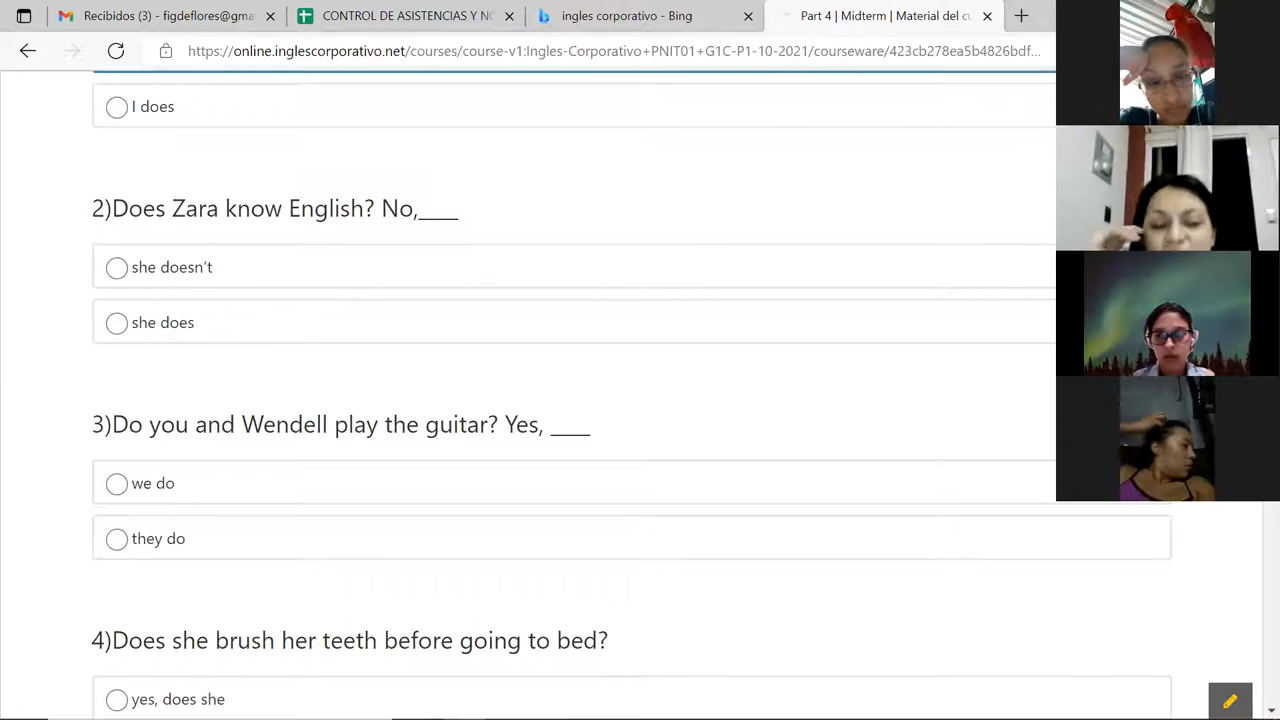 Recibidos (3) - figdeflores@gma
CONTROL DE ASISTENCIAS Y N
ingles corporativo - Bing
Part 4 | Midterm | Material del cu
https://online.inglescorporativo.net/courses/course-v1:Ingles-Corporativo+PNIT01+G1C-P1-10-2021/courseware/423cb278ea5b4826bdf...
I does
2)Does Zara know English? No,____
she doesn't
she does
3)Do you and Wendell play the guitar? Yes, ____
we do
they do
4)Does she brush her teeth before going to bed?
yes, does she